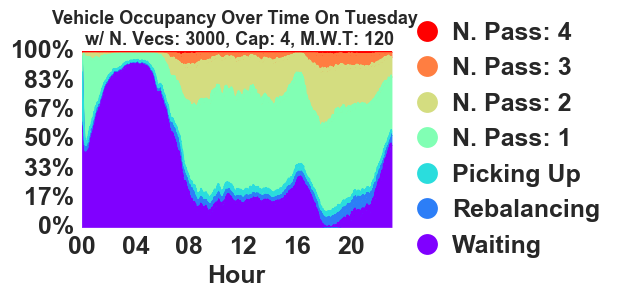 Vehicle Occupancy Over Time On Tuesday
w/ N. Vecs: 3000, Cap: 4, M.W.T: 120
100%
83%
67%
50%
33%
17%
0%
00 04 08 12 16 20
Hour
N. Pass: 4
N. Pass: 3
N. Pass: 2
N. Pass: 1
Picking Up
Rebalancing
Waiting